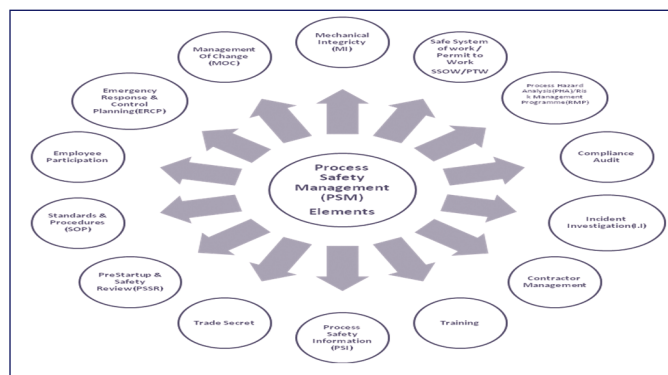 Process
Safety
Management
(PSM)
Elements
Mechanical
Integricty
(MI)
Safe System
of work /
Permit to
Work
SSOW/PTW
Process Hazard
Analysis(PHA)/Ris
k Management
Programme(RMP)
Compliance
Audit
Incident
Investigation(I.I)
Contractor
Management
Training
Process Safety
Information
(PSI)
Trade Secret
PreStartup &
Safety
Review(PSSR)
Standards &
Procedures
(SOP)
Employee
Participation
Emergency
Response &
Control
Planning(ERCP)
Management
Of Change
(MOC)